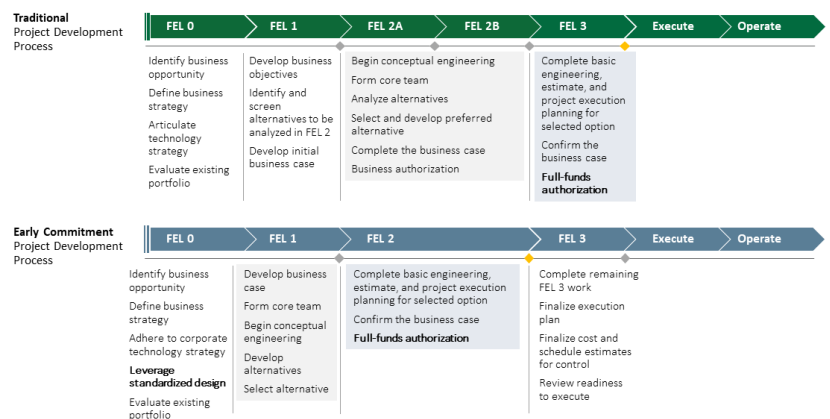 Traditional
Project Development
Process
FEL 0
FEL 1
FEL 2A
FEL 2B
FEL 3
Execute
Operate
Identify business
opportunity
Define business
strategy
Articulate
technology
strategy
Evaluate existing
portfolio
Develop business
objectives
Identify and
screen
alternatives to be
analyzed in FEL 2
Develop initial
business case
Begin conceptual engineering
Form core team
Analyze alternatives
Select and develop preferred
alternative
Complete the business case
Business authorization
Complete basic
engineering,
estimate, and
project execution
planning for
selected option
Confirm the
business case
Full-funds
authorization
Early Commitment
Project Development
Process
FEL 0
FEL 1
FEL 2
FEL 3
Execute
Operate
Identify business
opportunity
Define business
strategy
Adhere to corporate
technology strategy
Leverage
standardized design
Evaluate existing
portfolio
Develop business
case
Form core team
Begin conceptual
engineering
Develop
alternatives
Select alternative
Complete basic engineering,
estimate, and project execution
planning for selected option
Confirm the business case
Full-funds authorization
Complete remaining
FEL 3 work
Finalize execution
plan
Finalize cost and
schedule estimates
for control
Review readiness
to execute